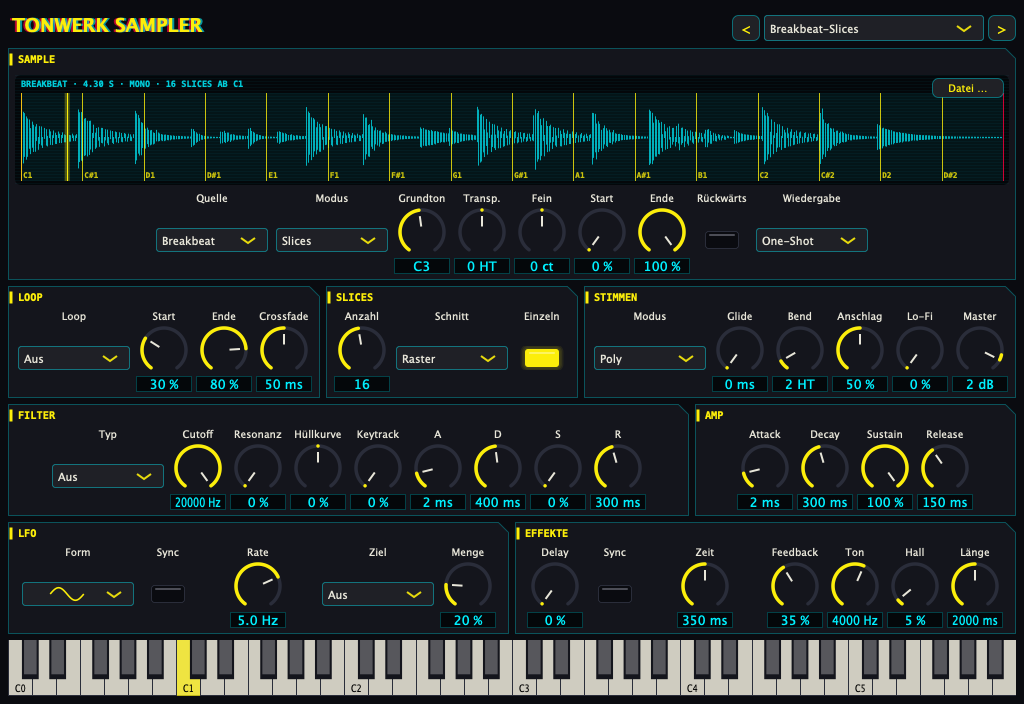 TONWERK SAMPLER
< Breakbeat-Slices >
SAMPLE
BREAKBEAT · 4.30 S · MONO · 16 SLICES AB C1
Datei ...
C1 C#1 D1 D#1 E1 F1 F#1 G1 G#1 A1 A#1 B1 C2 C#2 D2 D#2
Quelle Modus Grundton Transp. Fein Start Ende Rückwärts Wiedergabe
Breakbeat Slices One-Shot
C3 0 HT 0 ct 0 % 100 %
LOOP
Loop Start Ende Crossfade
Aus
30 % 80 % 50 ms
SLICES
Anzahl Schnitt Einzeln
Raster
16
STIMMEN
Modus Glide Bend Anschlag Lo-Fi Master
Poly
0 ms 2 HT 50 % 0 % 2 dB
FILTER
Typ Cutoff Resonanz Hüllkurve Keytrack A D S R
Aus
20000 Hz 0 % 0 % 0 % 2 ms 400 ms 0 % 300 ms
AMP
Attack Decay Sustain Release
2 ms 300 ms 100 % 150 ms
LFO
Form Sync Rate Ziel Menge
Aus
5.0 Hz 20 %
EFFEKTE
Delay Sync Zeit Feedback Ton Hall Länge
0 % 350 ms 35 % 4000 Hz 5 % 2000 ms
C0 C1 C2 C3 C4 C5